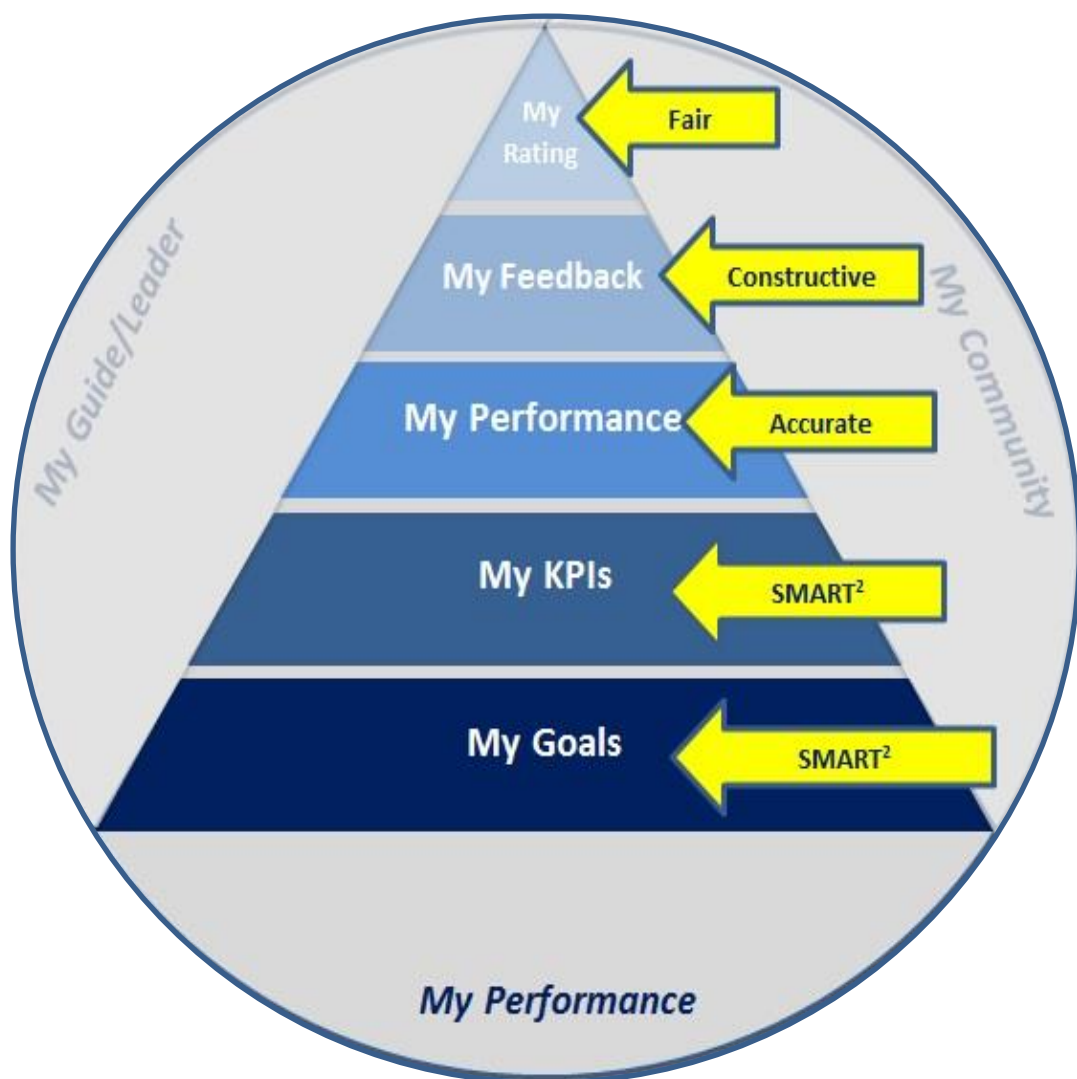 My
Rating
Fair
My Feedback
Constructive
My Guide/Leader
My Community
My Performance
Accurate
My KPIs
SMART²
My Goals
SMART²
My Performance